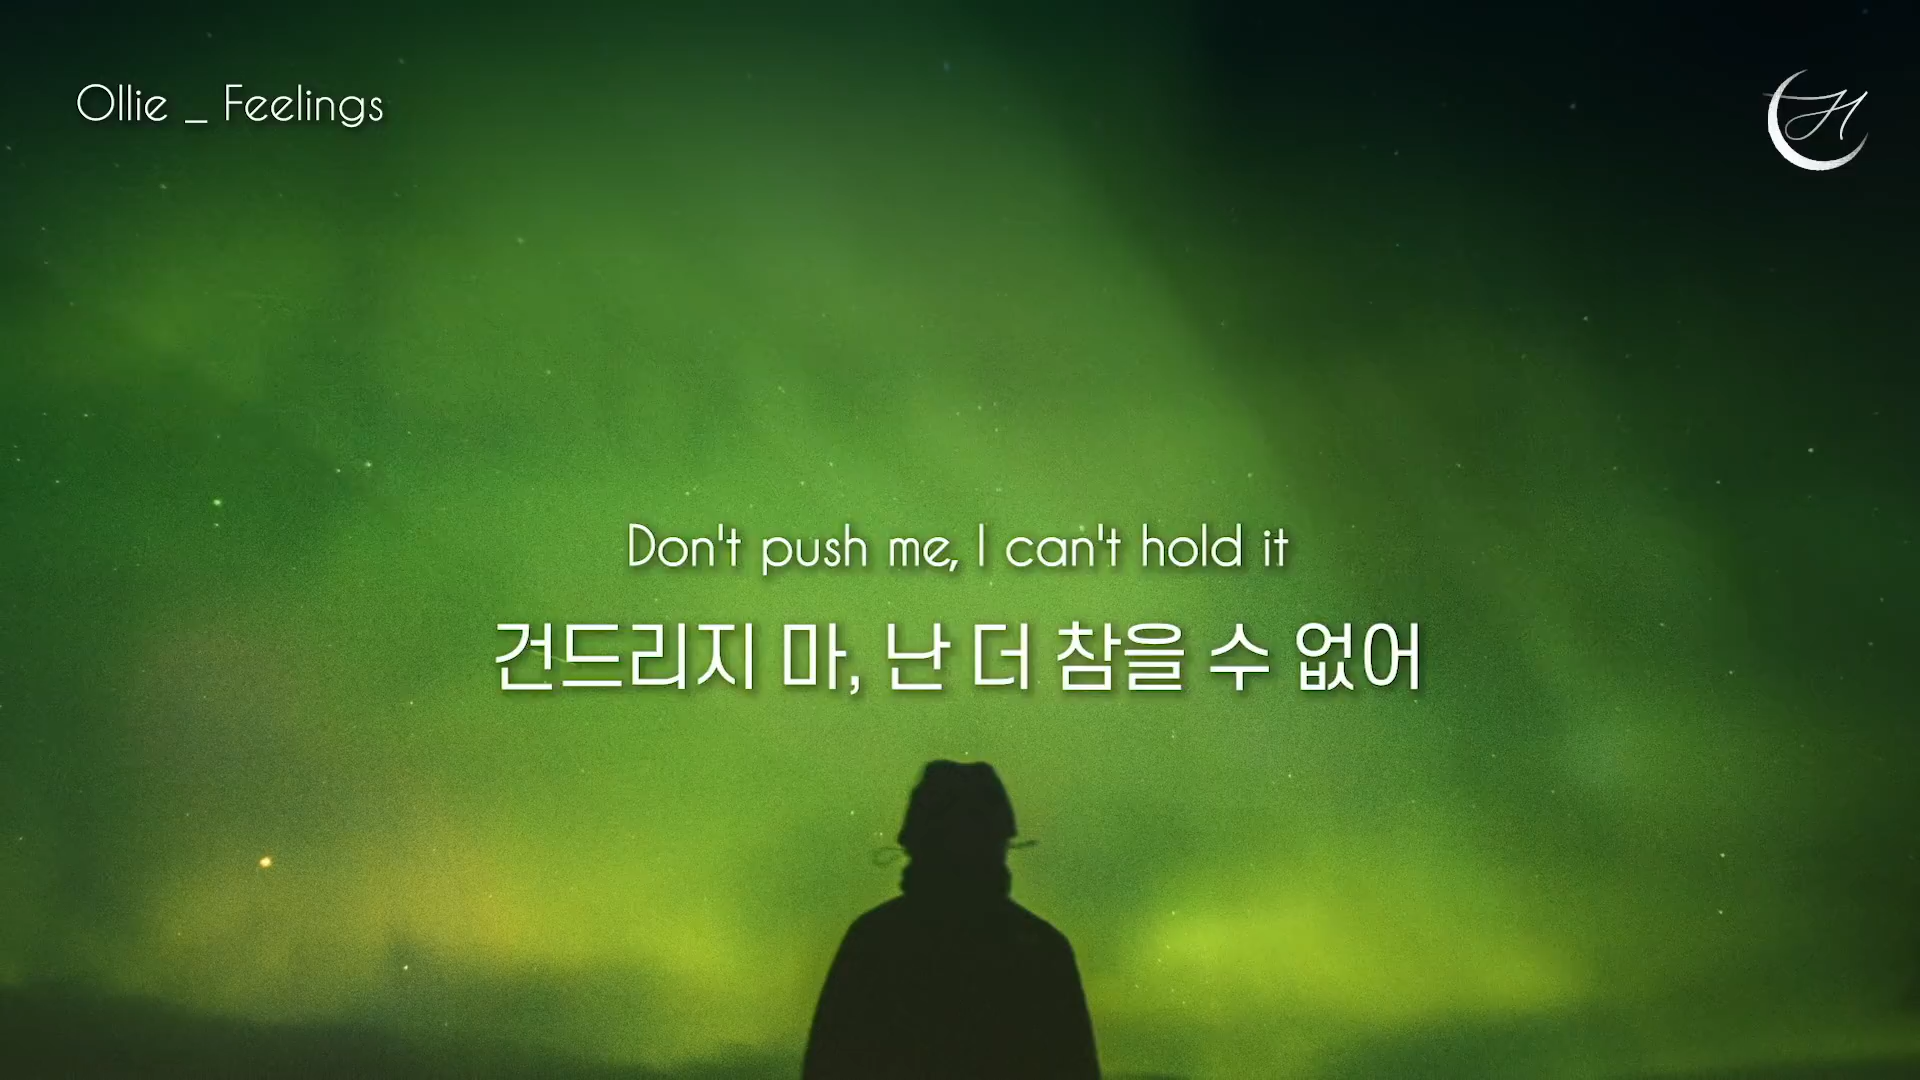 Ollie _ Feelings
H
Don't push me, I can't hold it
건드리지 마, 난 더 참을 수 없어